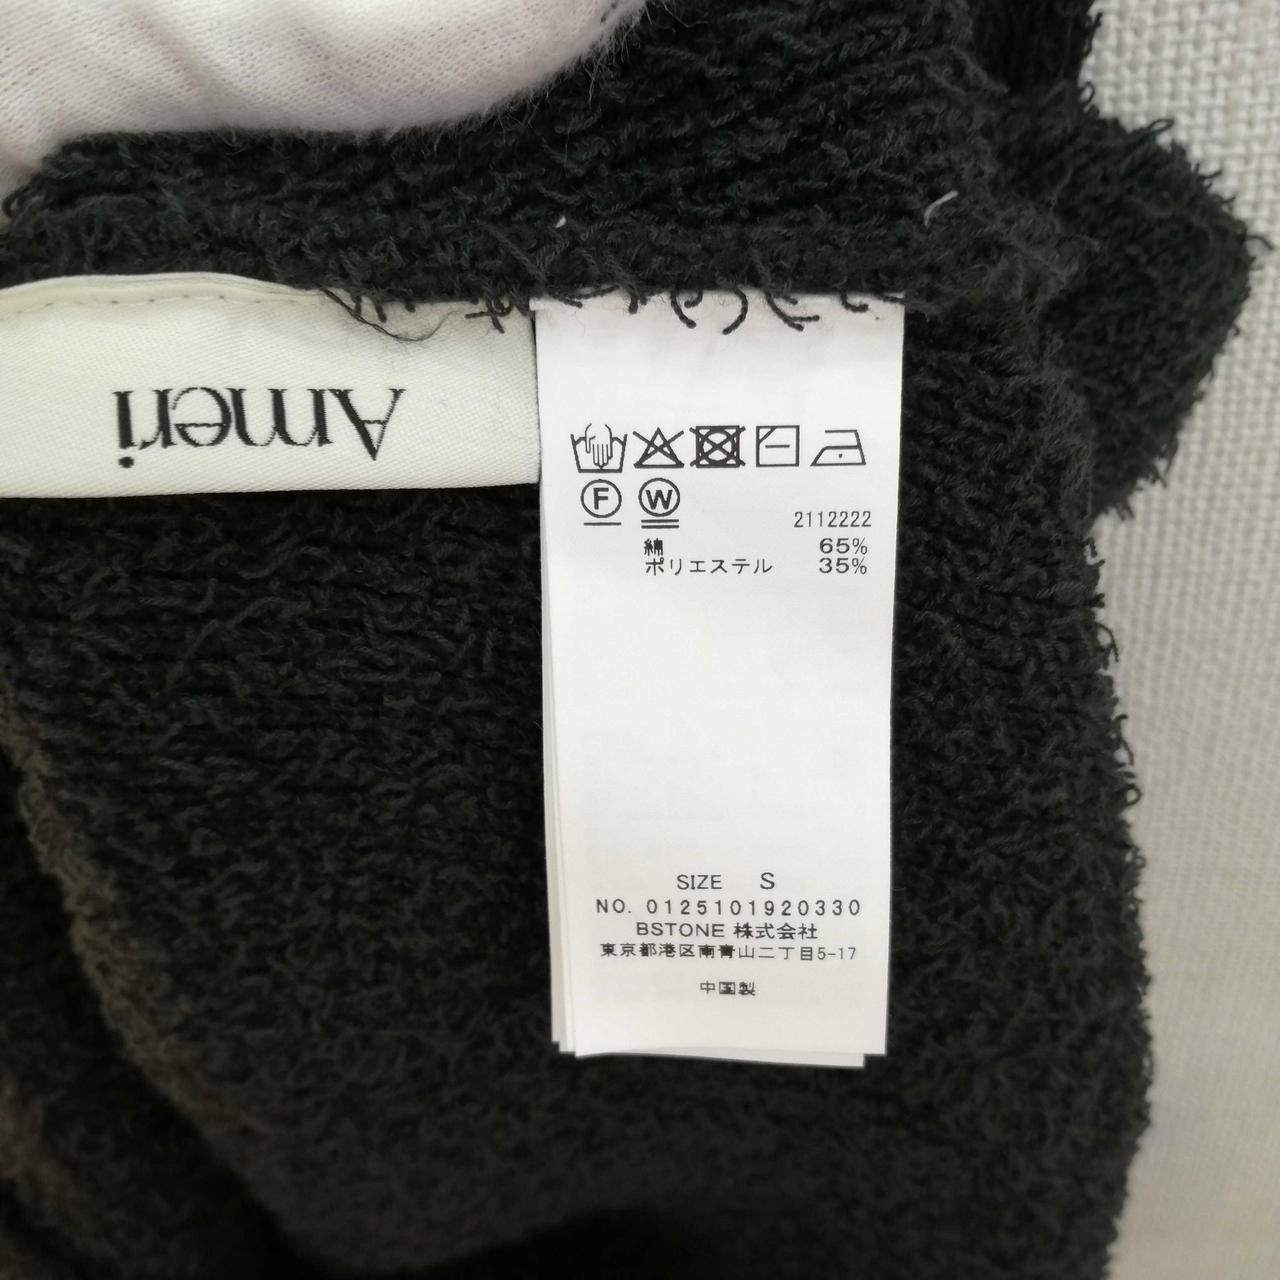 Ameri
F W
2112222
綿 65%
ポリエステル 35%
SIZE S
NO. 0125101920330
BSTONE 株式会社
東京都港区南青山二丁目5-17
中国製